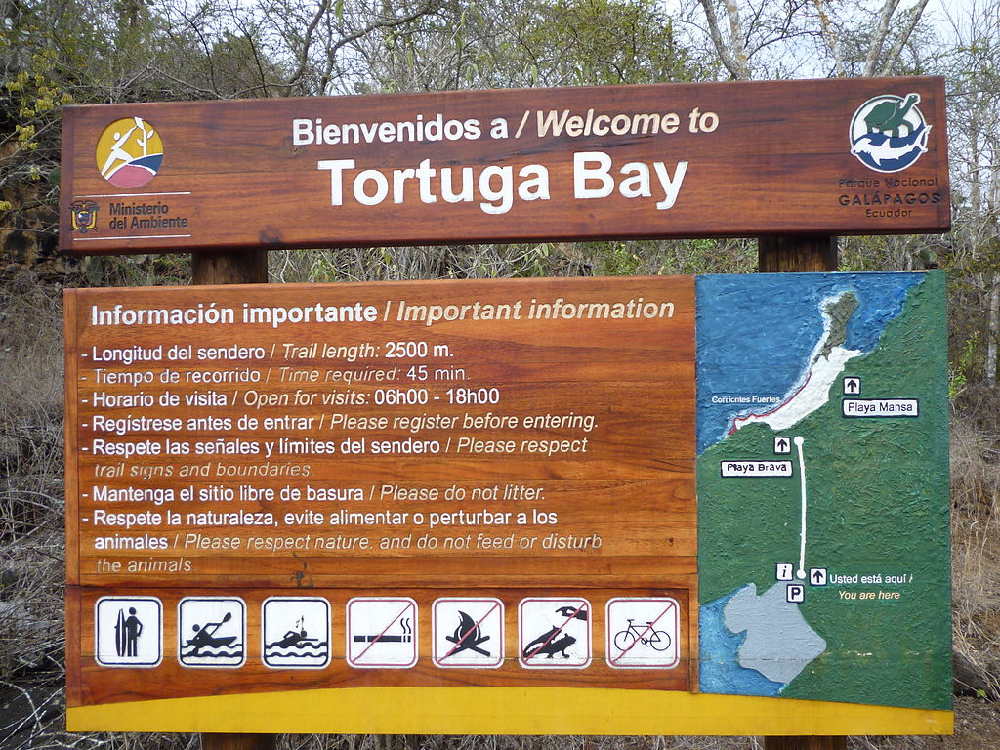 Bienvenidos a / Welcome to
Tortuga Bay
Ministerio
del Ambiente
Parque Nacional
GALÁPAGOS
Ecuador
Información importante / Important information
- Longitud del sendero / Trail length: 2500 m.
- Tiempo de recorrido / Time required: 45 min.
- Horario de visita / Open for visits: 06h00 - 18h00
- Regístrese antes de entrar / Please register before entering.
- Respete las señales y límites del sendero / Please respect
trail signs and boundaries.
- Mantenga el sitio libre de basura / Please do not litter.
- Respete la naturaleza, evite alimentar o perturbar a los
animales / Please respect nature. and do not feed or disturb
the animals.
Corrientes Fuertes
Playa Mansa
Playa Brava
i
P
Usted está aquí /
You are here